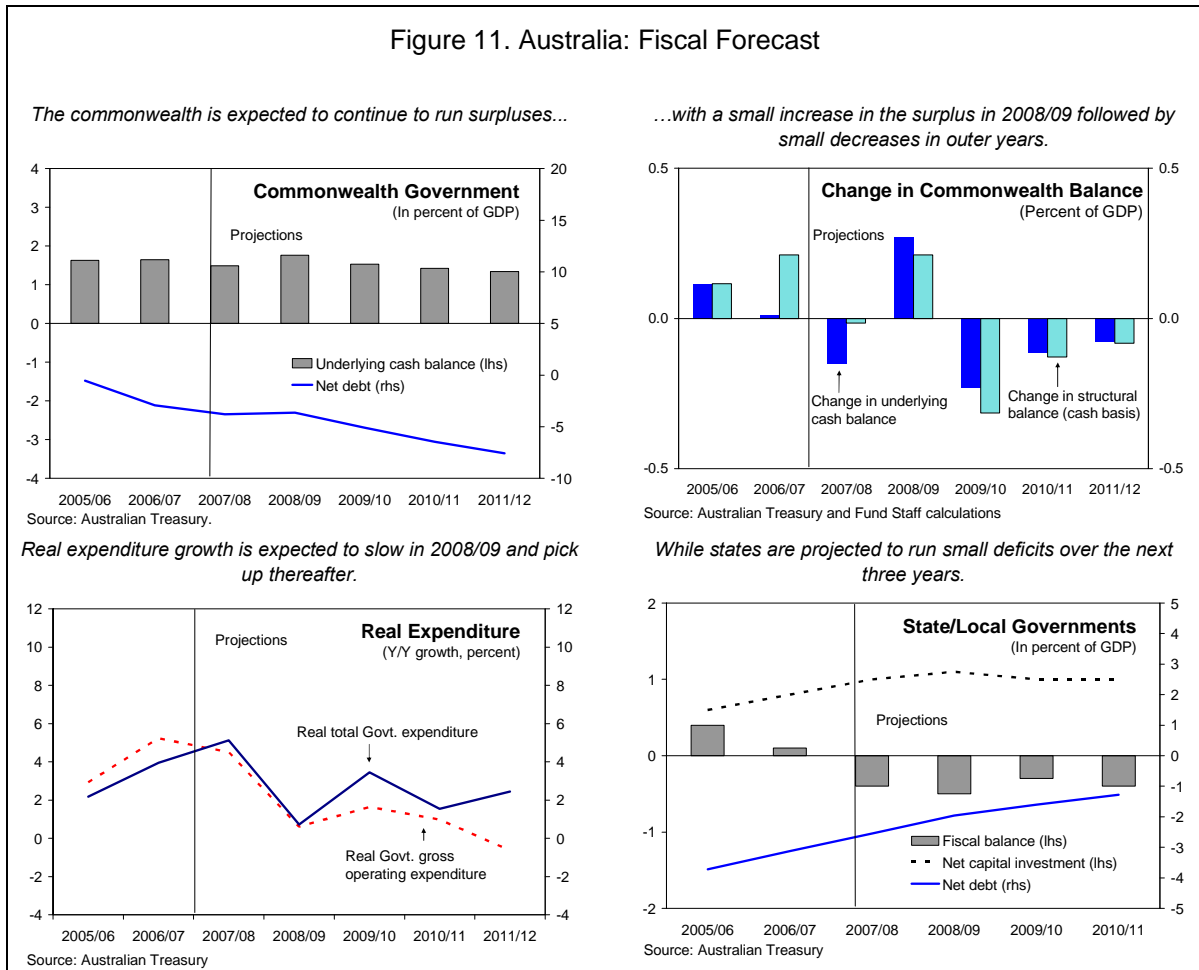 Figure 11. Australia: Fiscal Forecast
The commonwealth is expected to continue to run surpluses...
4
3
2
1
0
-1
-2
-3
-4
20
15
10
5
0
-5
-10
Commonwealth Government
(In percent of GDP)
Projections
Underlying cash balance (lhs)
Net debt (rhs)
2005/06 2006/07 2007/08 2008/09 2009/10 2010/11 2011/12
Source: Australian Treasury.
…with a small increase in the surplus in 2008/09 followed by
small decreases in outer years.
0.5
0.0
-0.5
0.5
0.0
-0.5
Change in Commonwealth Balance
(Percent of GDP)
Projections
Change in underlying
cash balance
Change in structural
balance (cash basis)
2005/06 2006/07 2007/08 2008/09 2009/10 2010/11 2011/12
Source: Australian Treasury and Fund Staff calculations
Real expenditure growth is expected to slow in 2008/09 and pick
up thereafter.
12
10
8
6
4
2
0
-2
-4
12
10
8
6
4
2
0
-2
-4
Projections
Real Expenditure
(Y/Y growth, percent)
Real total Govt. expenditure
Real Govt. gross
operating expenditure
2005/06 2006/07 2007/08 2008/09 2009/10 2010/11 2011/12
Source: Australian Treasury
While states are projected to run small deficits over the next
three years.
2
1
0
-1
-2
5
4
3
2
1
0
-1
-2
-3
-4
-5
State/Local Governments
(In percent of GDP)
Projections
Fiscal balance (lhs)
Net capital investment (lhs)
Net debt (rhs)
2005/06 2006/07 2007/08 2008/09 2009/10 2010/11
Source: Australian Treasury